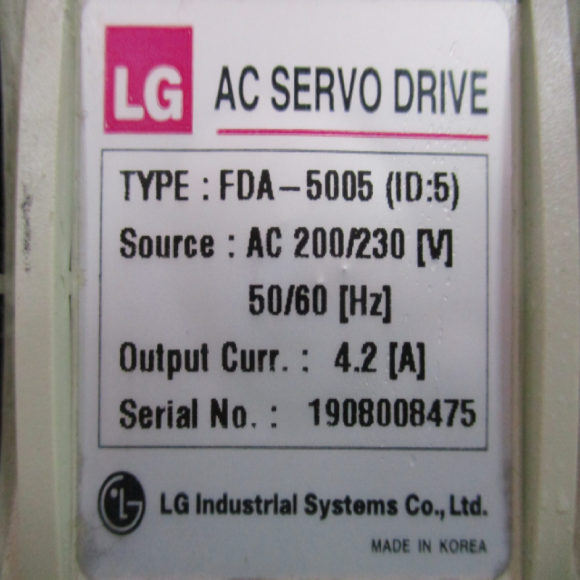 LG AC SERVO DRIVE
TYPE : FDA-5005 (ID:5)
Source : AC 200/230 [V]
50/60 [Hz]
Output Curr. : 4.2 [A]
Serial No. : 1908008475
LG Industrial Systems Co., Ltd.
MADE IN KOREA